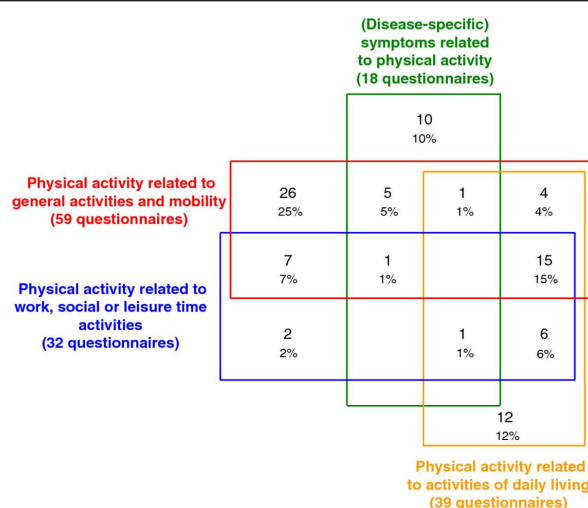 (Disease-specific)
symptoms related
to physical activity
(18 questionnaires)
10
10%
Physical activity related to
general activities and mobility
(59 questionnaires)
26
25%
5
5%
1
1%
4
4%
Physical activity related to
work, social or leisure time
activities
(32 questionnaires)
7
7%
1
1%
15
15%
2
2%
1
1%
6
6%
12
12%
Physical activity related
to activities of daily living
(39 questionnaires)